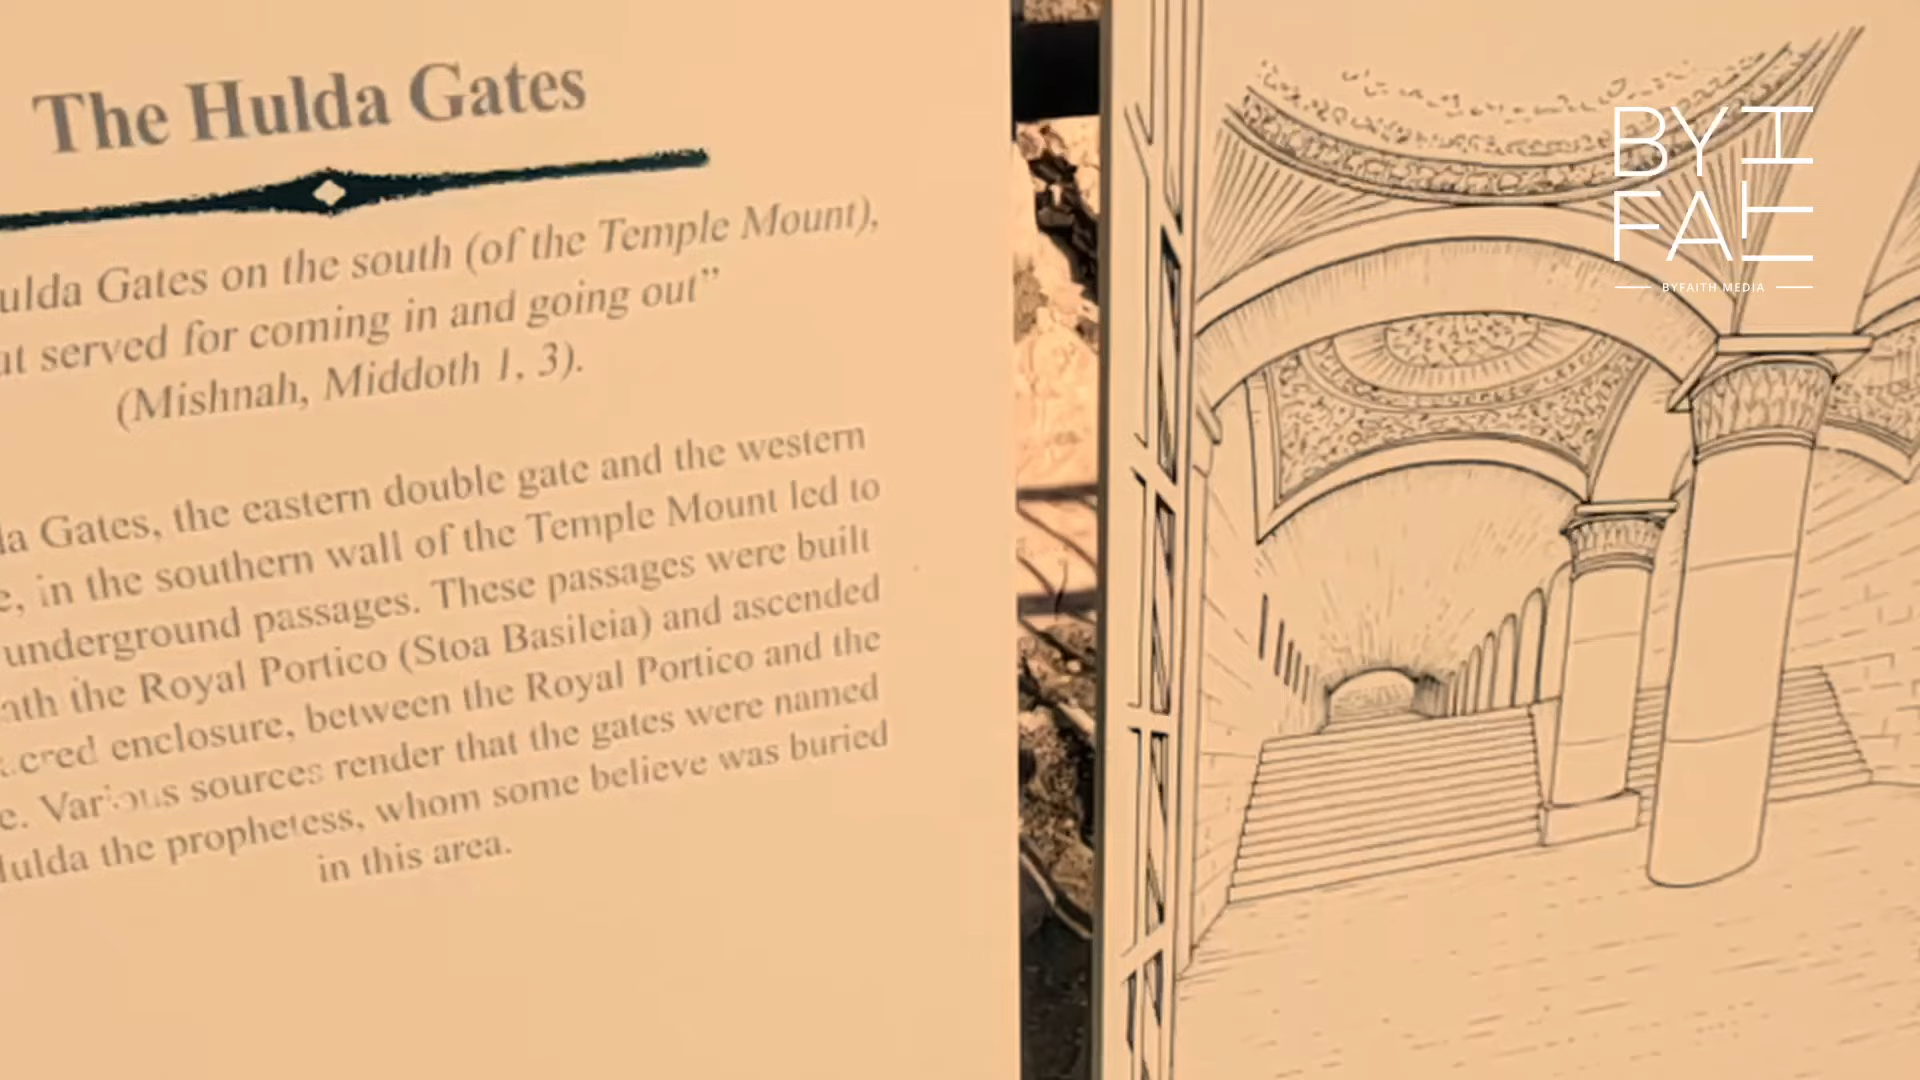 The Hulda Gates
ulda Gates on the south (of the Temple Mount),
at served for coming in and going out”
(Mishnah, Middoth 1, 3).
da Gates, the eastern double gate and the western
e, in the southern wall of the Temple Mount led to
underground passages. These passages were built
ath the Royal Portico (Stoa Basileia) and ascended
cred enclosure, between the Royal Portico and the
e. Various sources render that the gates were named
Hulda the prophetess, whom some believe was buried
in this area.
BY
FAITH
BYFAITH MEDIA